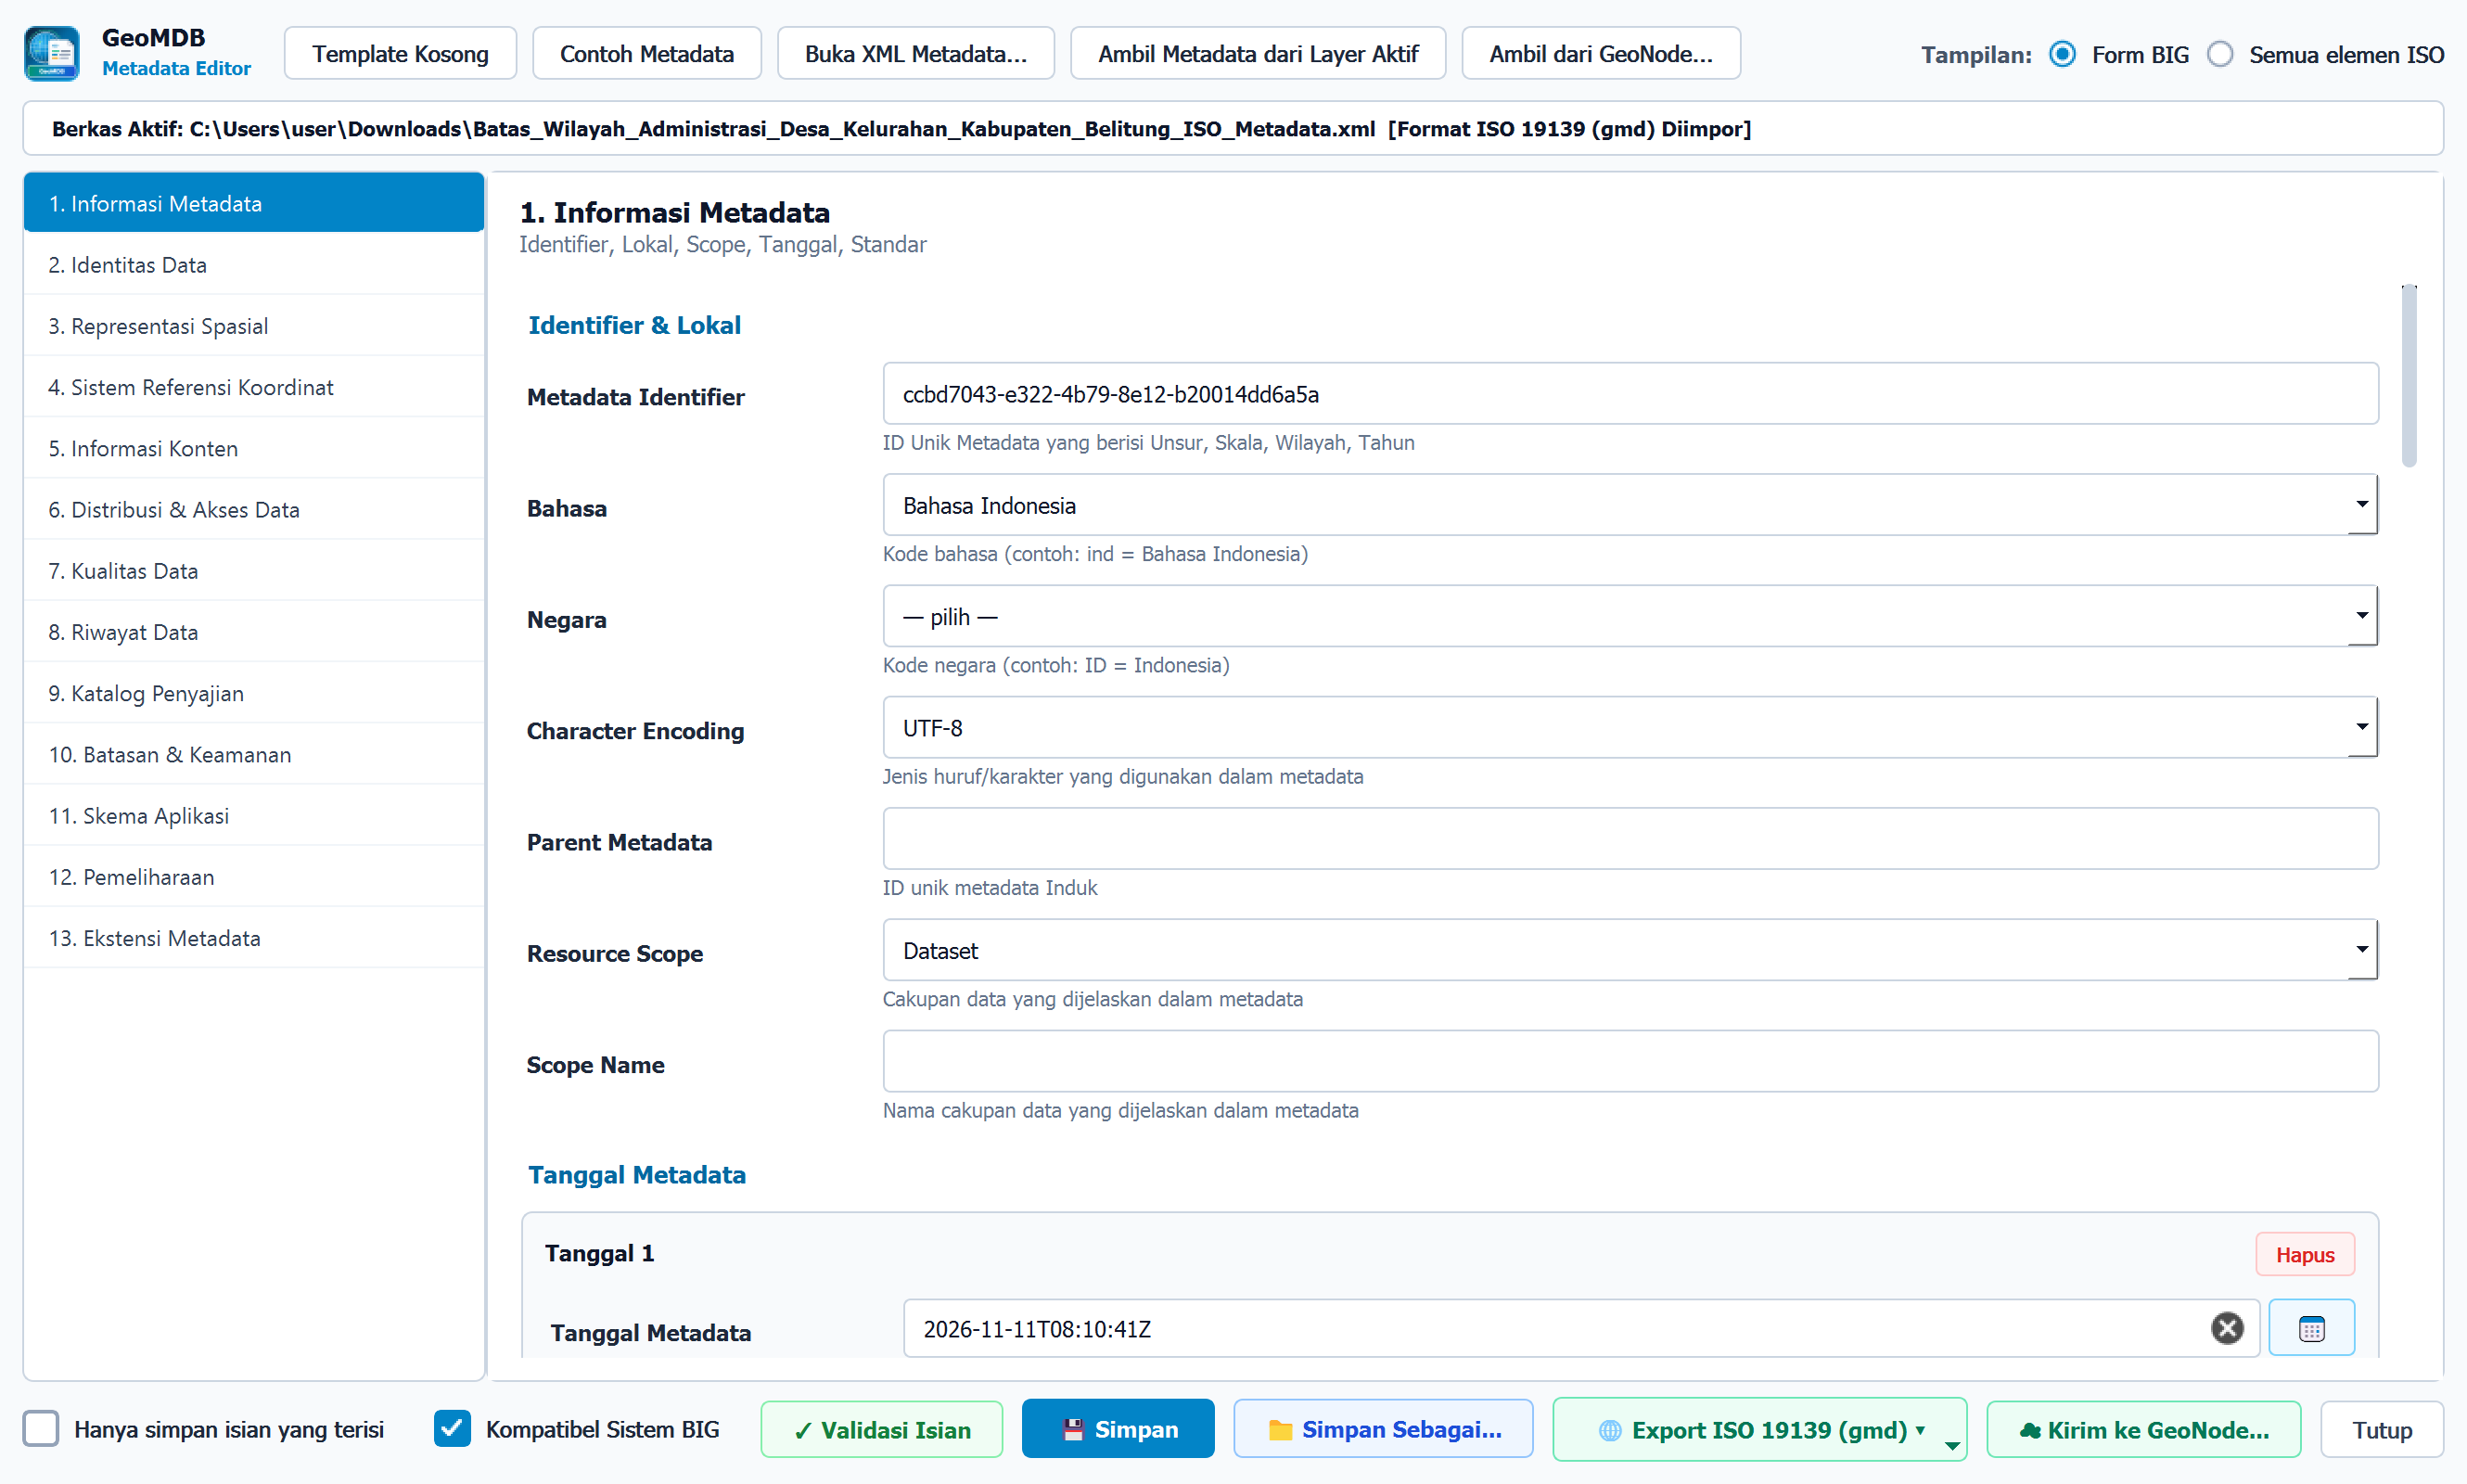 GeoMDB
Metadata Editor
Template Kosong
Contoh Metadata
Buka XML Metadata...
Ambil Metadata dari Layer Aktif
Ambil dari GeoNode...
Tampilan:
Form BIG
Semua elemen ISO
Berkas Aktif: C:\Users\user\Downloads\Batas_Wilayah_Administrasi_Desa_Kelurahan_Kabupaten_Belitung_ISO_Metadata.xml [Format ISO 19139 (gmd) Diimpor]
1. Informasi Metadata
2. Identitas Data
3. Representasi Spasial
4. Sistem Referensi Koordinat
5. Informasi Konten
6. Distribusi & Akses Data
7. Kualitas Data
8. Riwayat Data
9. Katalog Penyajian
10. Batasan & Keamanan
11. Skema Aplikasi
12. Pemeliharaan
13. Ekstensi Metadata
1. Informasi Metadata
Identifier, Lokal, Scope, Tanggal, Standar
Identifier & Lokal
Metadata Identifier
ccbd7043-e322-4b79-8e12-b20014dd6a5a
ID Unik Metadata yang berisi Unsur, Skala, Wilayah, Tahun
Bahasa
Bahasa Indonesia
Kode bahasa (contoh: ind = Bahasa Indonesia)
Negara
— pilih —
Kode negara (contoh: ID = Indonesia)
Character Encoding
UTF-8
Jenis huruf/karakter yang digunakan dalam metadata
Parent Metadata
ID unik metadata Induk
Resource Scope
Dataset
Cakupan data yang dijelaskan dalam metadata
Scope Name
Nama cakupan data yang dijelaskan dalam metadata
Tanggal Metadata
Tanggal 1
Hapus
Tanggal Metadata
2026-11-11T08:10:41Z
Hanya simpan isian yang terisi
Kompatibel Sistem BIG
✓ Validasi Isian
Simpan
Simpan Sebagai...
Export ISO 19139 (gmd) ▾
Kirim ke GeoNode...
Tutup